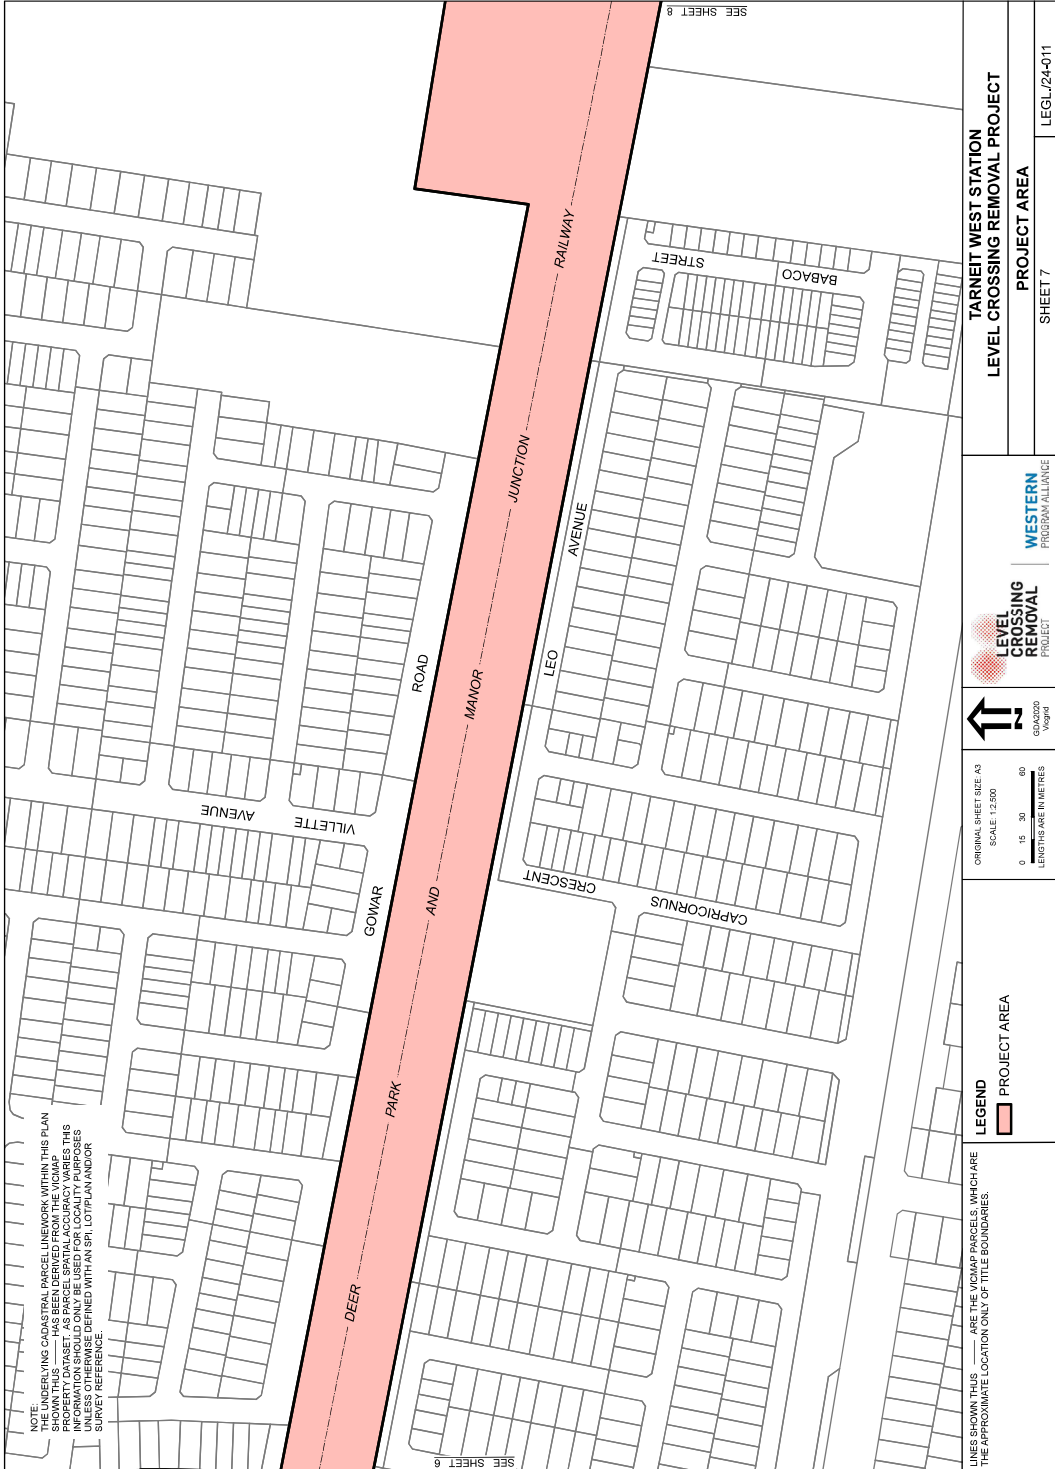 NOTE:
THE UNDERLYING CADASTRAL PARCEL LINEWORK WITHIN THIS PLAN
SHOWN THUS ——— HAS BEEN DERIVED FROM THE VICMAP
PROPERTY DATASET. AS PARCEL SPATIAL ACCURACY VARIES THIS
INFORMATION SHOULD ONLY BE USED FOR LOCALITY PURPOSES
UNLESS OTHERWISE DEFINED WITH AN SPI, LOT/PLAN AND/OR
SURVEY REFERENCE.
SEE SHEET 6
SEE SHEET 8
DEER PARK AND MANOR JUNCTION RAILWAY
GOWAR ROAD
VILLETTE AVENUE
LEO AVENUE
CAPRICORNUS CRESCENT
BABACO STREET
LINES SHOWN THUS ——— ARE THE VICMAP PARCELS, WHICH ARE
THE APPROXIMATE LOCATION ONLY OF TITLE BOUNDARIES.
LEGEND
PROJECT AREA
ORIGINAL SHEET SIZE: A3
SCALE: 1:2,500
0 15 30 60
LENGTHS ARE IN METRES
N
GDA2020
Vicgrid
LEVEL
CROSSING
REMOVAL
PROJECT
WESTERN
PROGRAM ALLIANCE
TARNEIT WEST STATION
LEVEL CROSSING REMOVAL PROJECT
PROJECT AREA
SHEET 7
LEGL./24-011